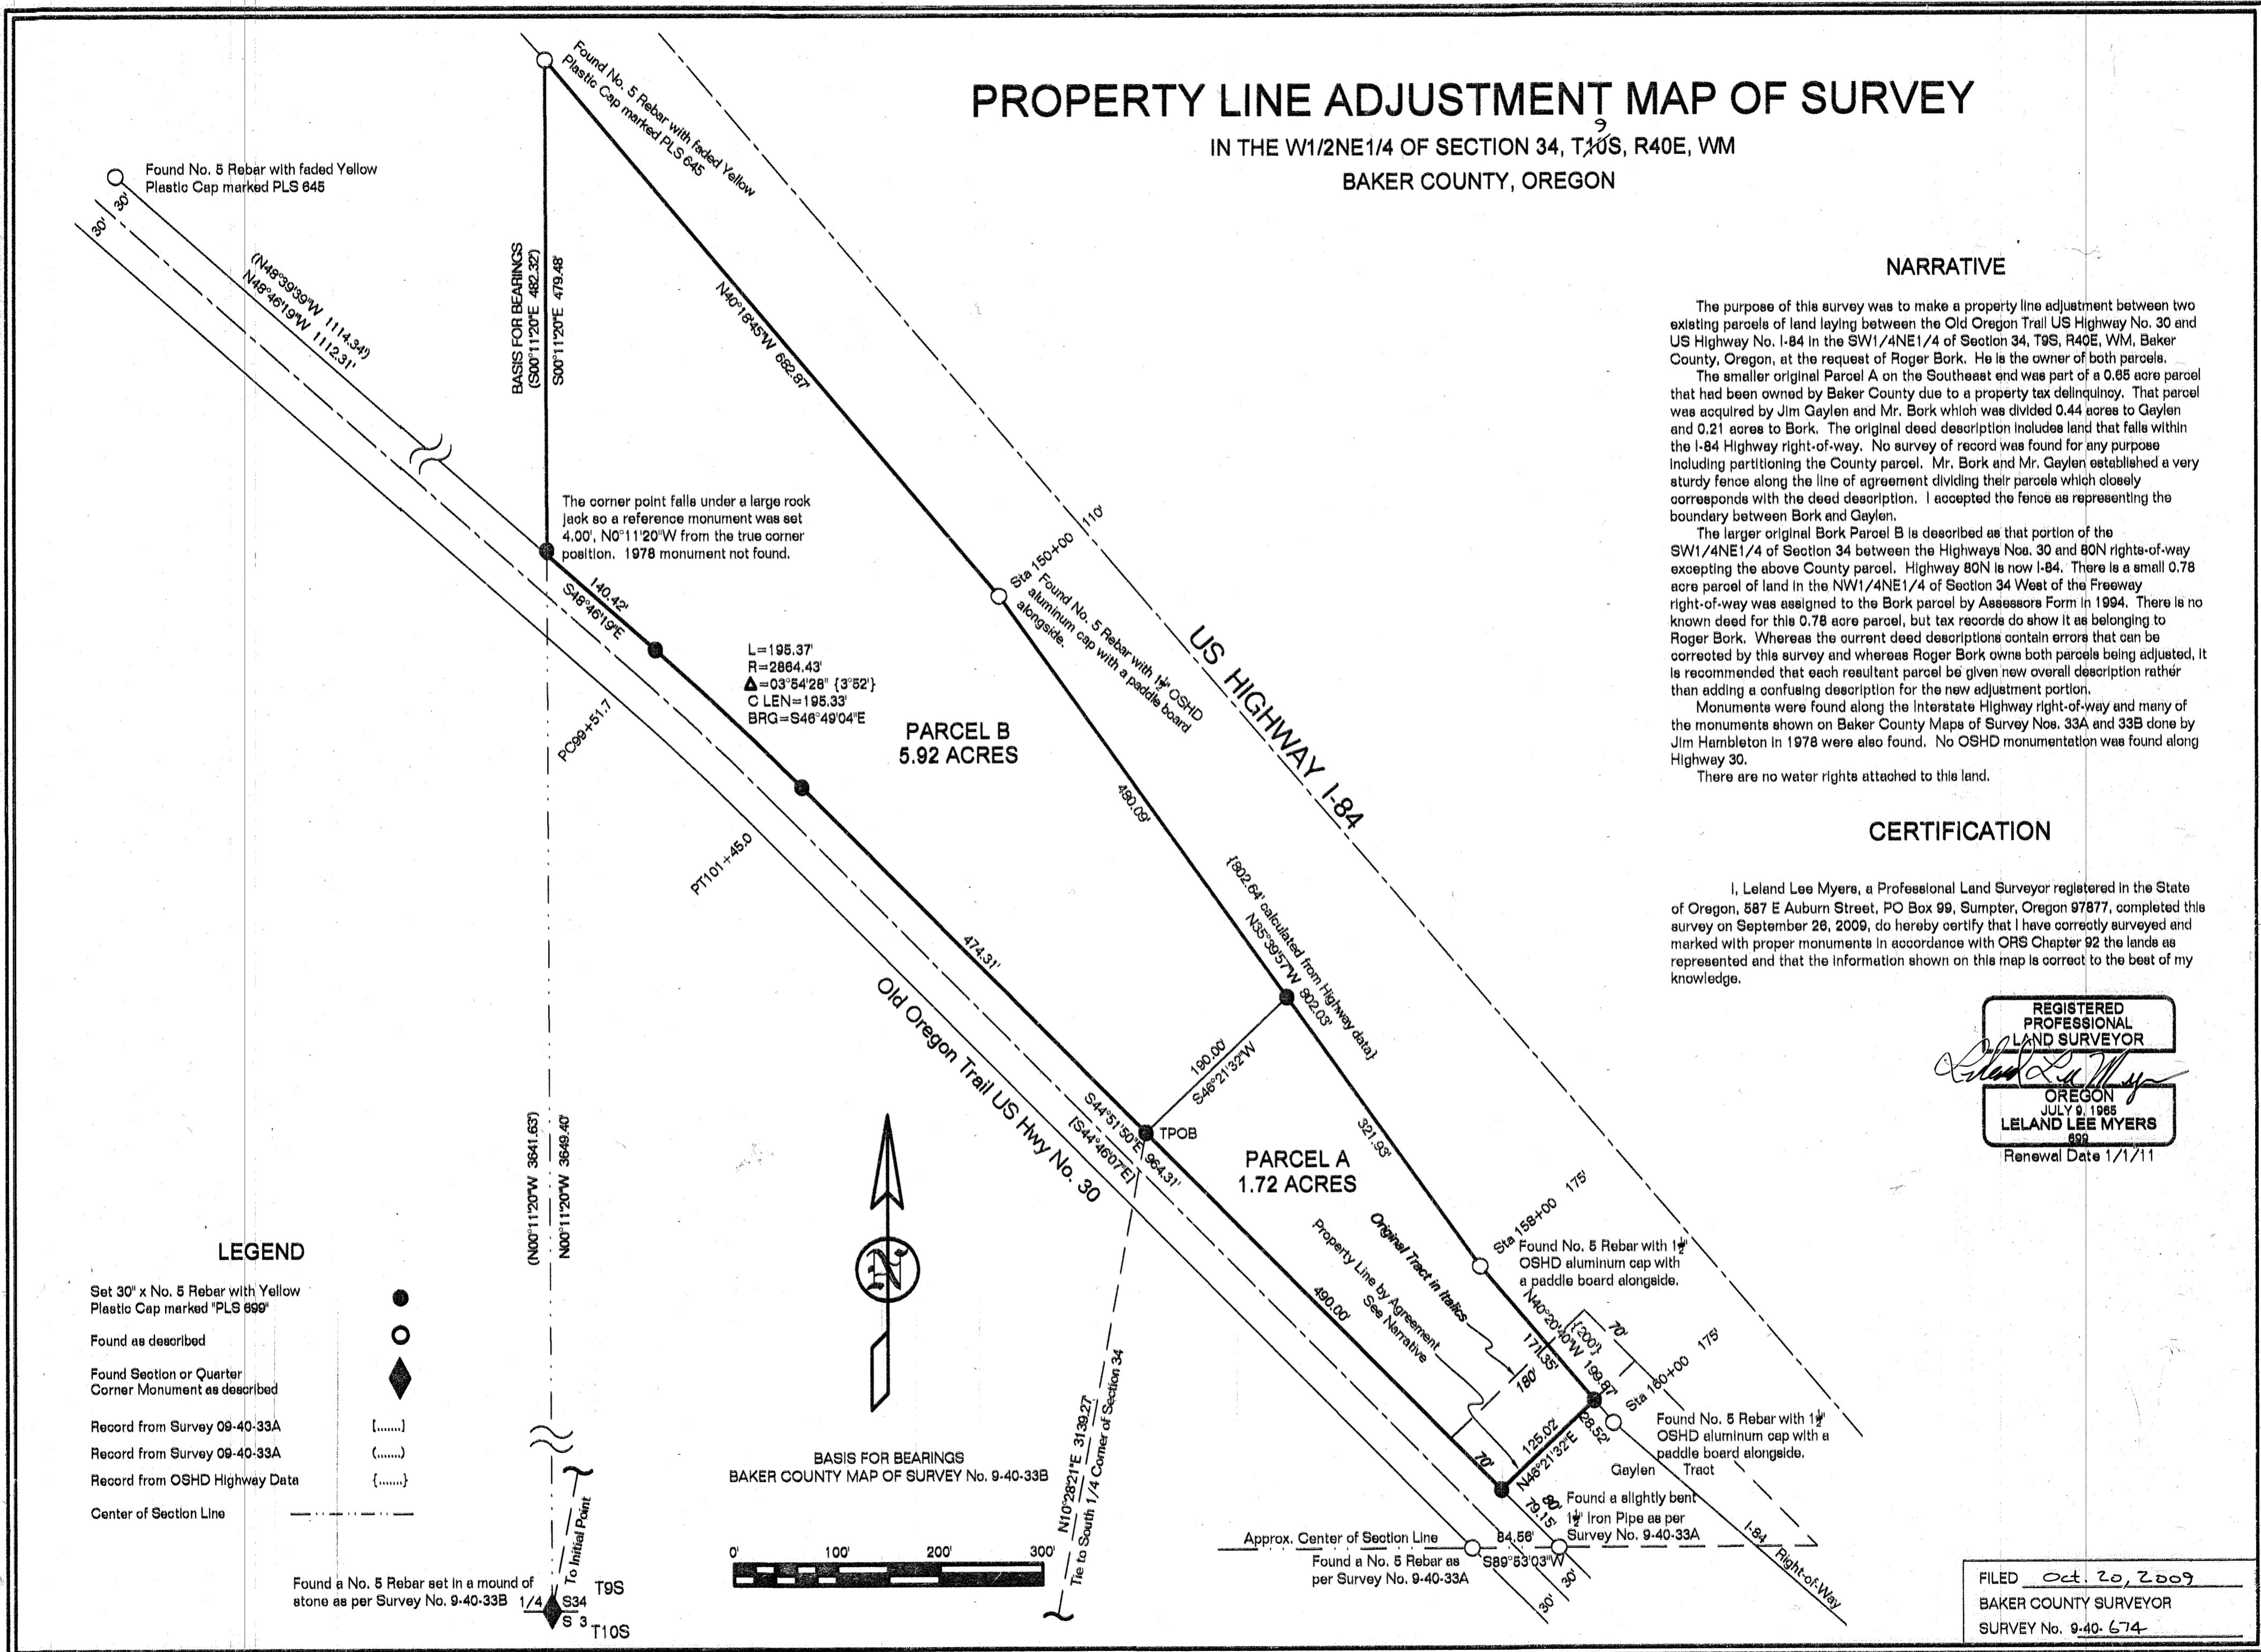 PROPERTY LINE ADJUSTMENT MAP OF SURVEY
9
IN THE W1/2NE1/4 OF SECTION 34, T10S, R40E, WM
BAKER COUNTY, OREGON
Found No. 5 Rebar with faded Yellow
Plastic Cap marked PLS 645
30'
30'
(N48°39'39"W 1114.34')
N48°46'19"W 1112.31'
Found No. 5 Rebar with faded Yellow
Plastic Cap marked PLS 645
BASIS FOR BEARINGS
(S00°11'20"E 482.32')
S00°11'20"E 479.48'
N40°18'45"W 682.87'
The corner point falls under a large rock
jack so a reference monument was set
4.00', N0°11'20"W from the true corner
position. 1978 monument not found.
140.42'
S48°46'19"E
L=195.37'
R=2864.43'
Δ=03°54'28" {3°52'}
C LEN=195.33'
BRG=S46°49'04"E
PC99+51.7
PT101+45.0
PARCEL B
5.92 ACRES
Sta 150+00
110'
Found No. 5 Rebar with 1½" OSHD
aluminum cap with a paddle board
alongside.
US HIGHWAY I-84
480.09'
{802.64' calculated from Highway data}
N35°39'57"W 802.03'
474.31'
Old Oregon Trail US Hwy No. 30
190.00'
S46°21'32"W
S44°51'50"E 964.31'
[S44°46'07"E]
TPOB
321.93'
PARCEL A
1.72 ACRES
Original Tract in Italics
Property Line by Agreement
See Narrative
490.00'
Sta 158+00
175'
Found No. 5 Rebar with 1½"
OSHD aluminum cap with
a paddle board alongside.
N40°20'40"W 199.87'
{200'}
70'
171.35'
180'
Sta 160+00
175'
28.52'
Found No. 5 Rebar with 1½"
OSHD aluminum cap with a
paddle board alongside.
70'
125.02'
N46°21'32"E
Gaylen Tract
80'
79.15'
Found a slightly bent
1½" Iron Pipe as per
Survey No. 9-40-33A
Approx. Center of Section Line
84.56'
S89°53'03"W
Found a No. 5 Rebar as
per Survey No. 9-40-33A
30'
30'
I-84 Right-of-Way
N10°28'21"E 3139.27'
Tie to South 1/4 Corner of Section 34
(N00°11'20"W 3641.63')
N00°11'20"W 3649.40'
N
BASIS FOR BEARINGS
BAKER COUNTY MAP OF SURVEY No. 9-40-33B
0' 100' 200' 300'
LEGEND
Set 30" x No. 5 Rebar with Yellow
Plastic Cap marked "PLS 699"
Found as described
Found Section or Quarter
Corner Monument as described
Record from Survey 09-40-33A [.......]
Record from Survey 09-40-33A (.......)
Record from OSHD Highway Data {.......}
Center of Section Line
To Initial Point
Found a No. 5 Rebar set in a mound of
stone as per Survey No. 9-40-33B
1/4 S34 T9S
S 3 T10S
NARRATIVE
The purpose of this survey was to make a property line adjustment between two
existing parcels of land laying between the Old Oregon Trail US Highway No. 30 and
US Highway No. I-84 in the SW1/4NE1/4 of Section 34, T9S, R40E, WM, Baker
County, Oregon, at the request of Roger Bork. He is the owner of both parcels.
The smaller original Parcel A on the Southeast end was part of a 0.65 acre parcel
that had been owned by Baker County due to a property tax delinquincy. That parcel
was acquired by Jim Gaylen and Mr. Bork which was divided 0.44 acres to Gaylen
and 0.21 acres to Bork. The original deed description includes land that falls within
the I-84 Highway right-of-way. No survey of record was found for any purpose
including partitioning the County parcel. Mr. Bork and Mr. Gaylen established a very
sturdy fence along the line of agreement dividing their parcels which closely
corresponds with the deed description. I accepted the fence as representing the
boundary between Bork and Gaylen.
The larger original Bork Parcel B is described as that portion of the
SW1/4NE1/4 of Section 34 between the Highways Nos. 30 and 80N rights-of-way
excepting the above County parcel. Highway 80N is now I-84. There is a small 0.78
acre parcel of land in the NW1/4NE1/4 of Section 34 West of the Freeway
right-of-way was assigned to the Bork parcel by Assessors Form in 1994. There is no
known deed for this 0.78 acre parcel, but tax records do show it as belonging to
Roger Bork. Whereas the current deed descriptions contain errors that can be
corrected by this survey and whereas Roger Bork owns both parcels being adjusted, it
is recommended that each resultant parcel be given new overall description rather
than adding a confusing description for the new adjustment portion.
Monuments were found along the Interstate Highway right-of-way and many of
the monuments shown on Baker County Maps of Survey Nos. 33A and 33B done by
Jim Hambleton in 1978 were also found. No OSHD monumentation was found along
Highway 30.
There are no water rights attached to this land.
CERTIFICATION
I, Leland Lee Myers, a Professional Land Surveyor registered in the State
of Oregon, 587 E Auburn Street, PO Box 99, Sumpter, Oregon 97877, completed this
survey on September 26, 2009, do hereby certify that I have correctly surveyed and
marked with proper monuments in accordance with ORS Chapter 92 the lands as
represented and that the information shown on this map is correct to the best of my
knowledge.
REGISTERED
PROFESSIONAL
LAND SURVEYOR
Leland Lee Myers
OREGON
JULY 9, 1965
LELAND LEE MYERS
699
Renewal Date 1/1/11
FILED Oct. 20, 2009
BAKER COUNTY SURVEYOR
SURVEY No. 9-40-674